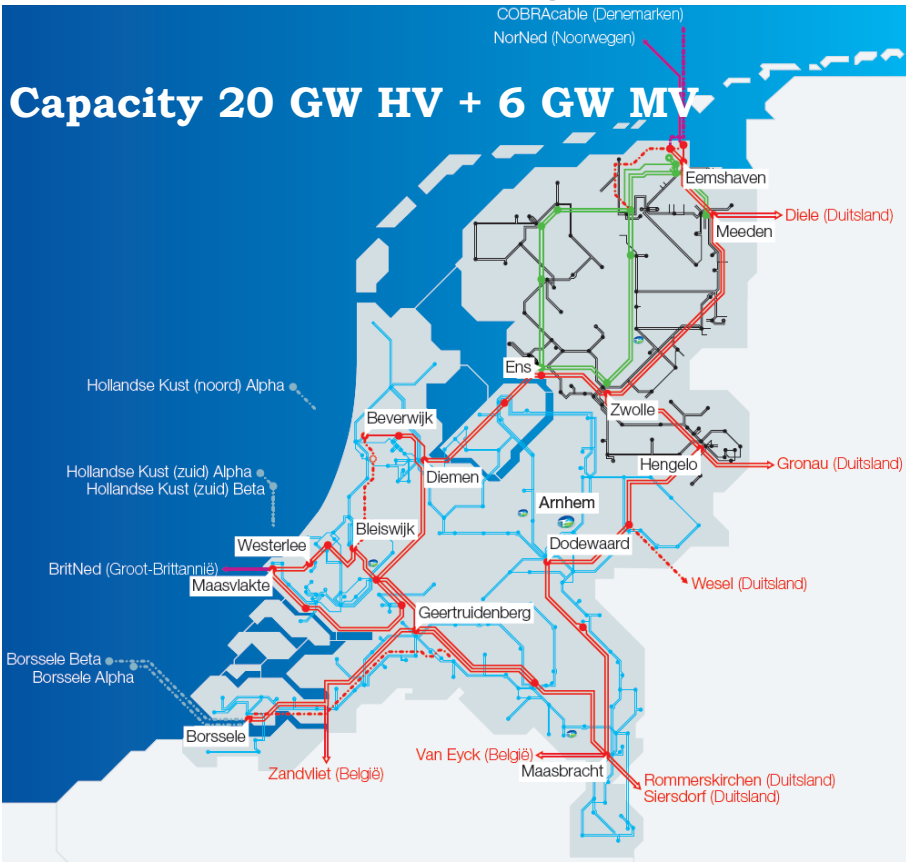 COBRAcable (Denemarken)
NorNed (Noorwegen)
Capacity 20 GW HV + 6 GW MV
Eemshaven
Diele (Duitsland)
Meeden
Ens
Hollandse Kust (noord) Alpha
Zwolle
Beverwijk
Hengelo
Gronau (Duitsland)
Diemen
Hollandse Kust (zuid) Alpha
Hollandse Kust (zuid) Beta
Arnhem
Bleiswijk
Westerlee
Dodewaard
BritNed (Groot-Brittannië)
Maasvlakte
Wesel (Duitsland)
Geertruidenberg
Borssele Beta
Borssele Alpha
Borssele
Van Eyck (België)
Zandvliet (België)
Maasbracht
Rommerskirchen (Duitsland)
Siersdorf (Duitsland)